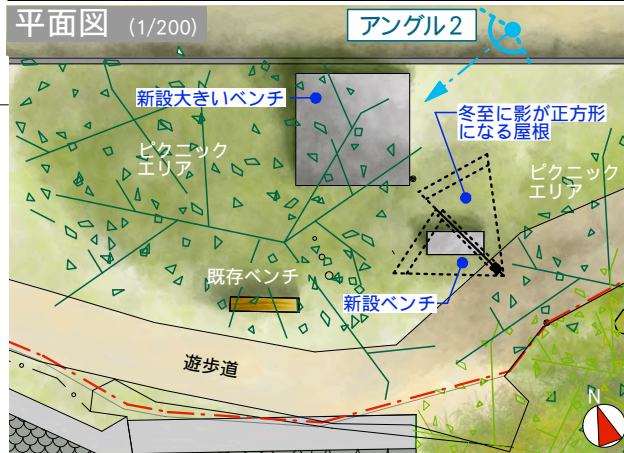 平面図 (1/200)
アングル2
新設大きいベンチ
冬至に影が正方形
になる屋根
ピクニック
エリア
ピクニック
エリア
既存ベンチ
新設ベンチ
遊歩道
N